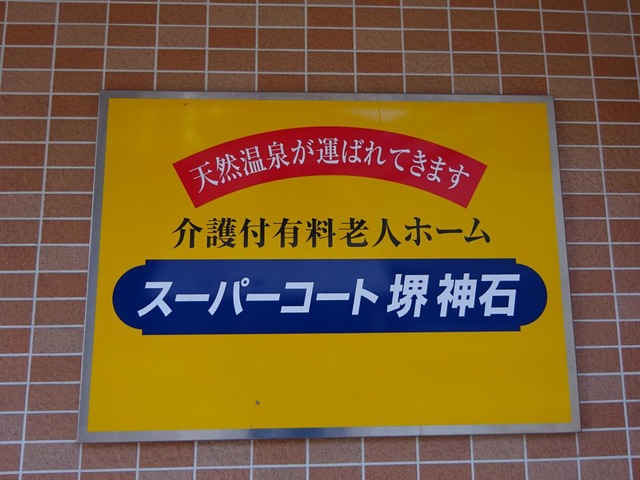 天然温泉が運ばれてきます
介護付有料老人ホーム
スーパーコート堺神石